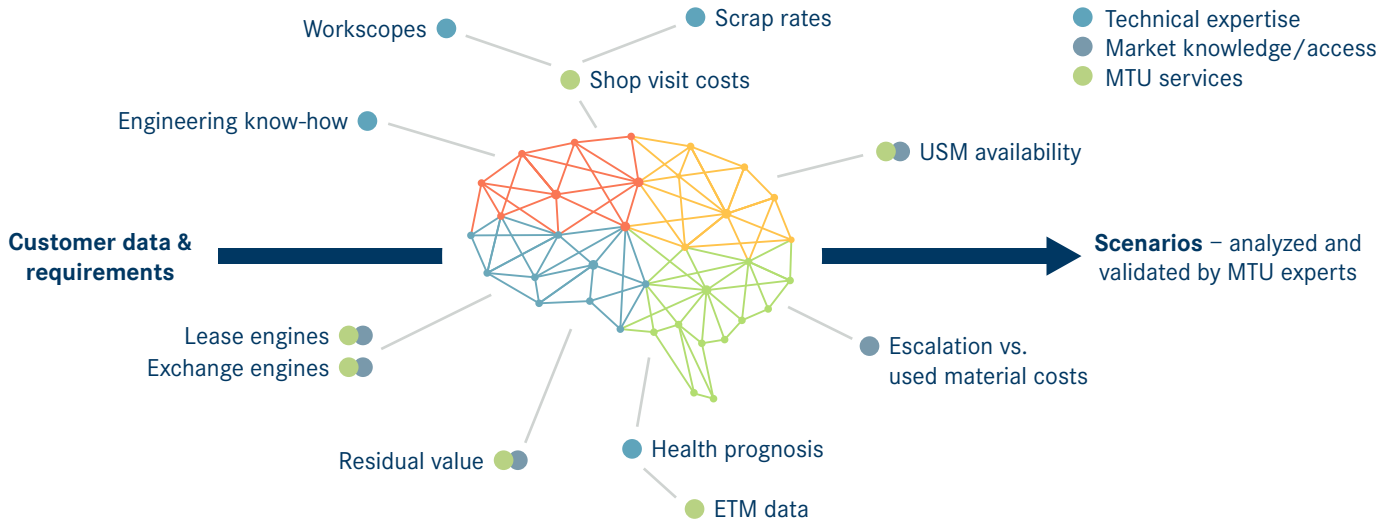 Workscopes
Scrap rates
Technical expertise
Market knowledge/access
MTU services
Shop visit costs
Engineering know-how
USM availability
Customer data &
requirements
Scenarios – analyzed and
validated by MTU experts
Lease engines
Exchange engines
Escalation vs.
used material costs
Residual value
Health prognosis
ETM data